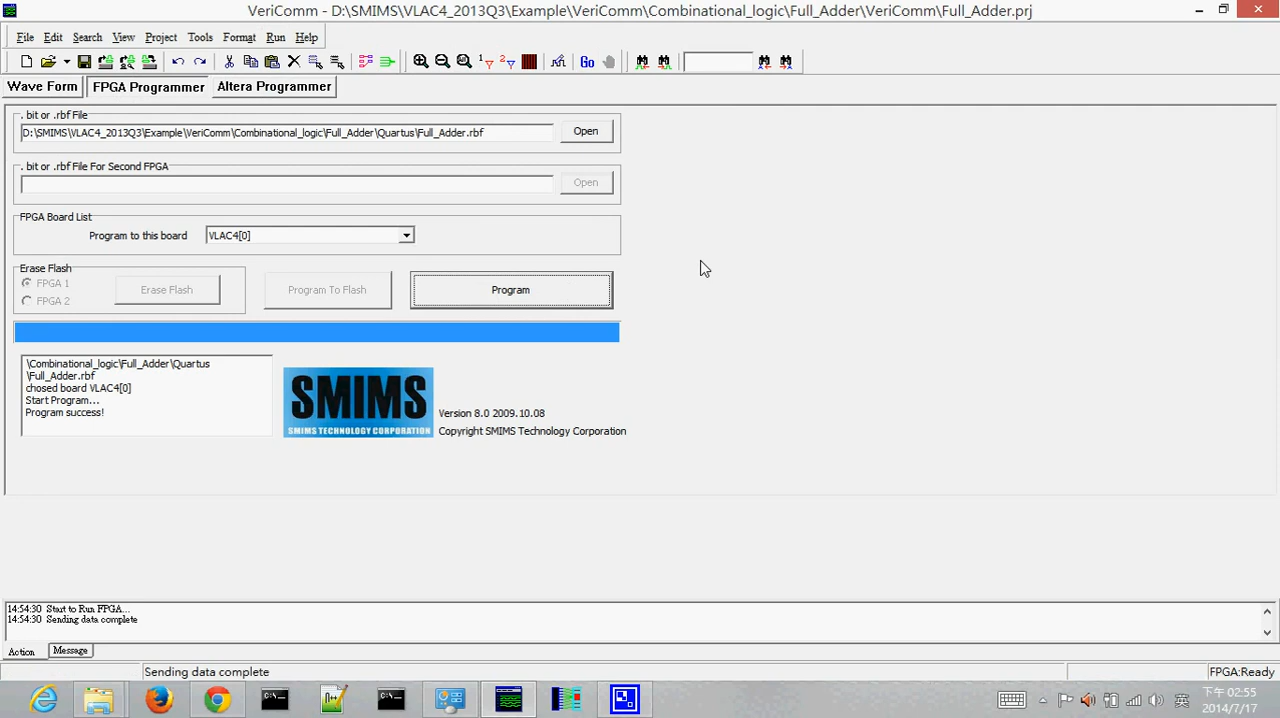 VeriComm - D:\SMIMS\VLAC4_2013Q3\Example\VeriComm\Combinational_logic\Full_Adder\VeriComm\Full_Adder.prj
File Edit Search View Project Tools Format Run Help
Go
Wave Form FPGA Programmer Altera Programmer
. bit or .rbf File
D:\SMIMS\VLAC4_2013Q3\Example\VeriComm\Combinational_logic\Full_Adder\Quartus\Full_Adder.rbf Open
. bit or .rbf File For Second FPGA
Open
FPGA Board List
Program to this board VLAC4[0]
Erase Flash
FPGA 1
FPGA 2
Erase Flash Program To Flash Program
\Combinational_logic\Full_Adder\Quartus
\Full_Adder.rbf
chosed board VLAC4[0]
Start Program...
Program success!
SMIMS
SMIMS TECHNOLOGY CORPORATION
Version 8.0 2009.10.08
Copyright SMIMS Technology Corporation
14:54:30 Start to Run FPGA...
14:54:30 Sending data complete
Action Message
Sending data complete FPGA:Ready
英 下午 02:55
2014/7/17